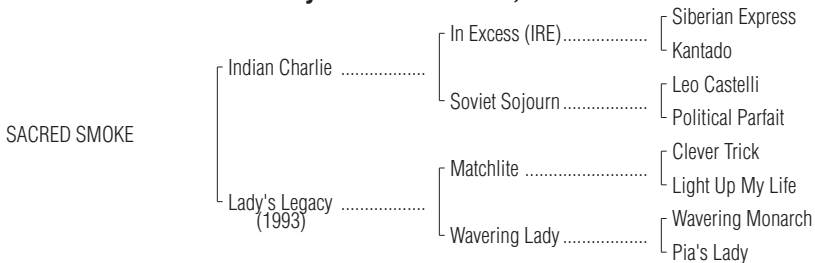 Siberian Express
In Excess (IRE)..................
Kantado
Indian Charlie ..................
Leo Castelli
Soviet Sojourn..................
Political Parfait
SACRED SMOKE
Clever Trick
Matchlite ..........................
Light Up My Life
Lady's Legacy ..................
(1993)
Wavering Monarch
Wavering Lady..................
Pia's Lady